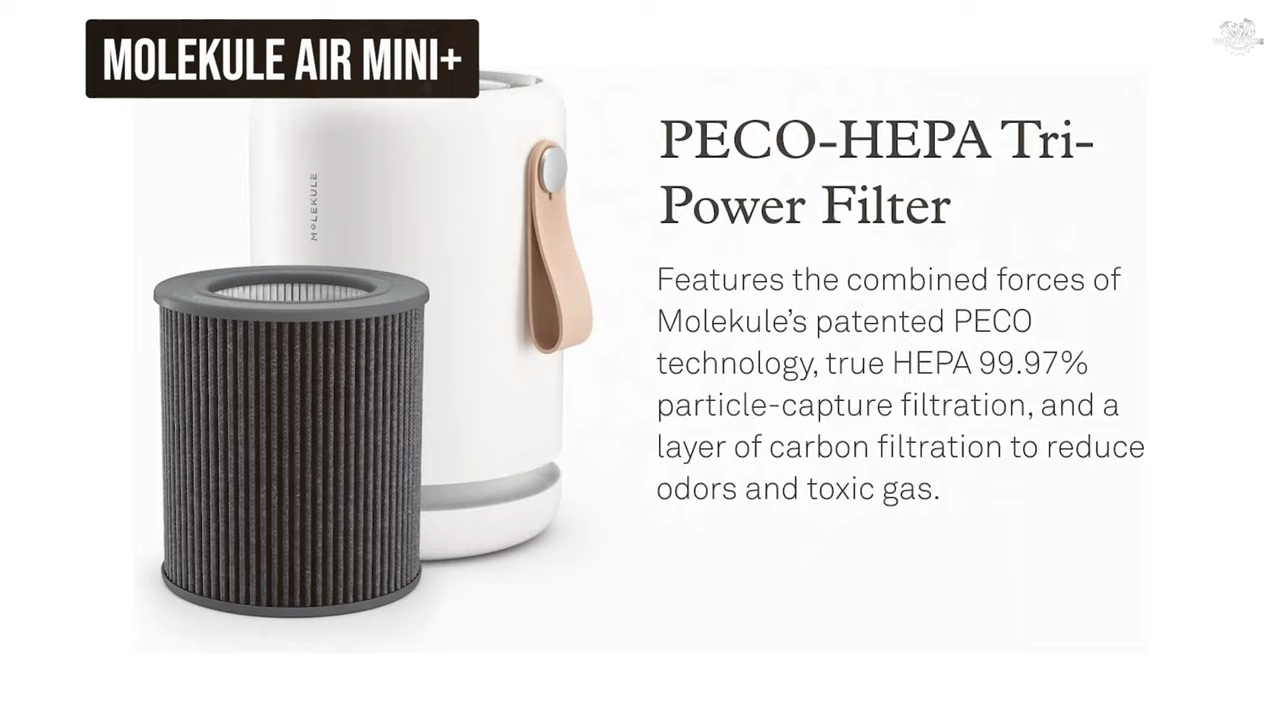 MOLEKULE AIR MINI+
MOLEKULE
PECO-HEPA Tri-
Power Filter
Features the combined forces of
Molekule’s patented PECO
technology, true HEPA 99.97%
particle-capture filtration, and a
layer of carbon filtration to reduce
odors and toxic gas.